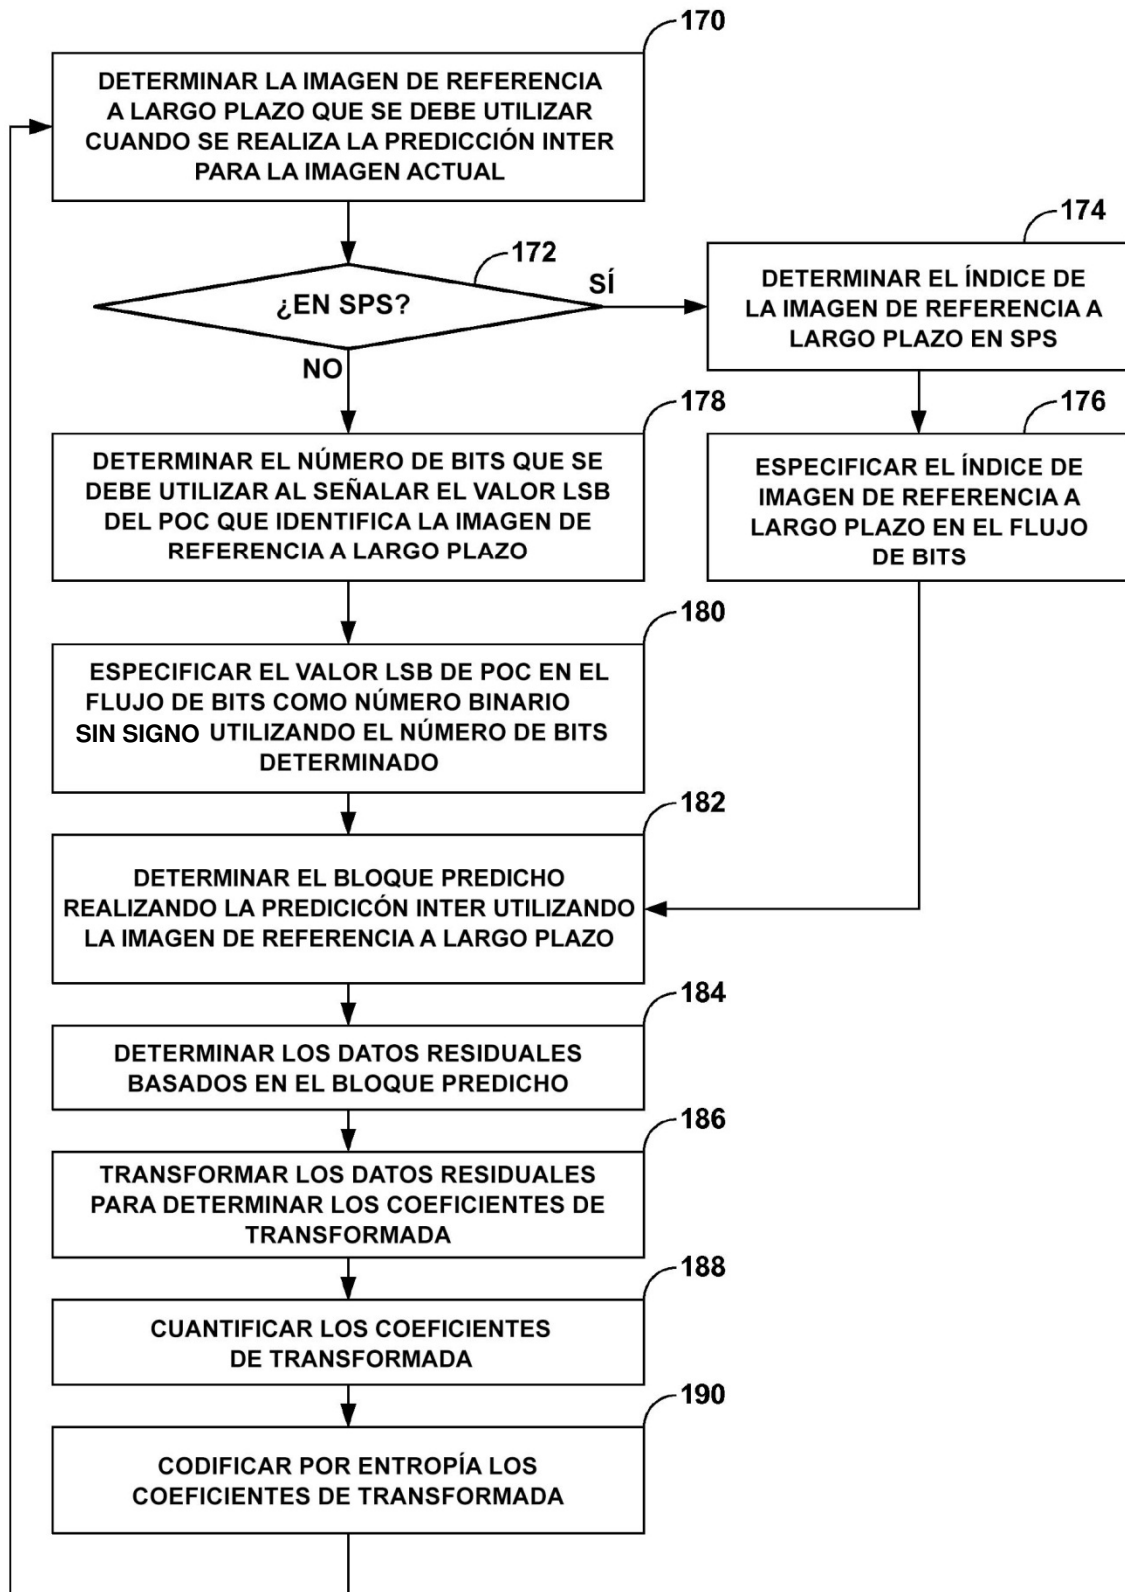 170
DETERMINAR LA IMAGEN DE REFERENCIA
A LARGO PLAZO QUE SE DEBE UTILIZAR
CUANDO SE REALIZA LA PREDICCIÓN INTER
PARA LA IMAGEN ACTUAL
172
¿EN SPS?
SÍ
NO
174
DETERMINAR EL ÍNDICE DE
LA IMAGEN DE REFERENCIA A
LARGO PLAZO EN SPS
176
ESPECIFICAR EL ÍNDICE DE
IMAGEN DE REFERENCIA A
LARGO PLAZO EN EL FLUJO
DE BITS
178
DETERMINAR EL NÚMERO DE BITS QUE SE
DEBE UTILIZAR AL SEÑALAR EL VALOR LSB
DEL POC QUE IDENTIFICA LA IMAGEN DE
REFERENCIA A LARGO PLAZO
180
ESPECIFICAR EL VALOR LSB DE POC EN EL
FLUJO DE BITS COMO NÚMERO BINARIO
SIN SIGNO UTILIZANDO EL NÚMERO DE BITS
DETERMINADO
182
DETERMINAR EL BLOQUE PREDICHO
REALIZANDO LA PREDICICÓN INTER UTILIZANDO
LA IMAGEN DE REFERENCIA A LARGO PLAZO
184
DETERMINAR LOS DATOS RESIDUALES
BASADOS EN EL BLOQUE PREDICHO
186
TRANSFORMAR LOS DATOS RESIDUALES
PARA DETERMINAR LOS COEFICIENTES DE
TRANSFORMADA
188
CUANTIFICAR LOS COEFICIENTES
DE TRANSFORMADA
190
CODIFICAR POR ENTROPÍA LOS
COEFICIENTES DE TRANSFORMADA